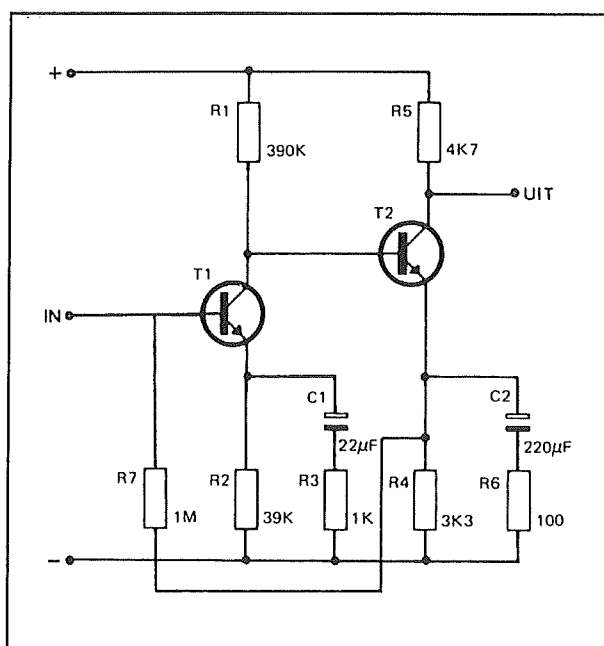 +
R1
390K
R5
4K7
UIT
T2
T1
IN
C1
22µF
C2
220µF
R7
1M
R2
39K
R3
1K
R4
3K3
R6
100
−